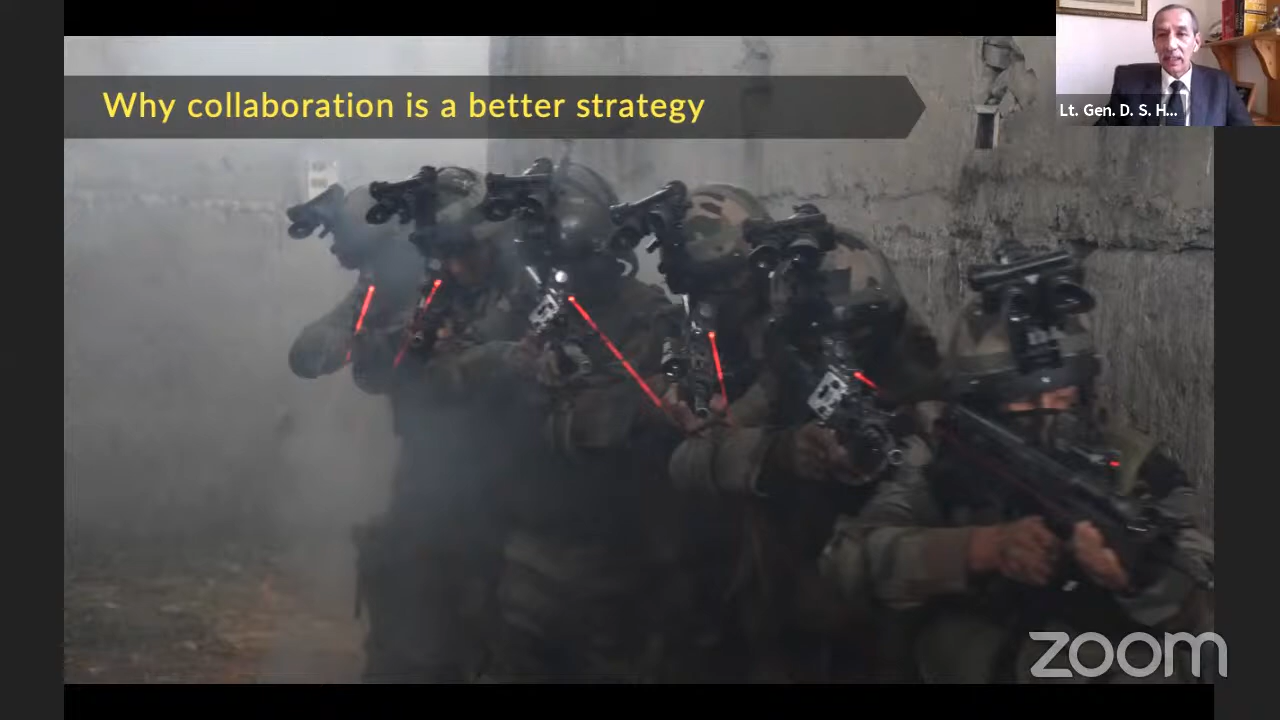 Why collaboration is a better strategy
Lt. Gen. D. S. H...
zoom